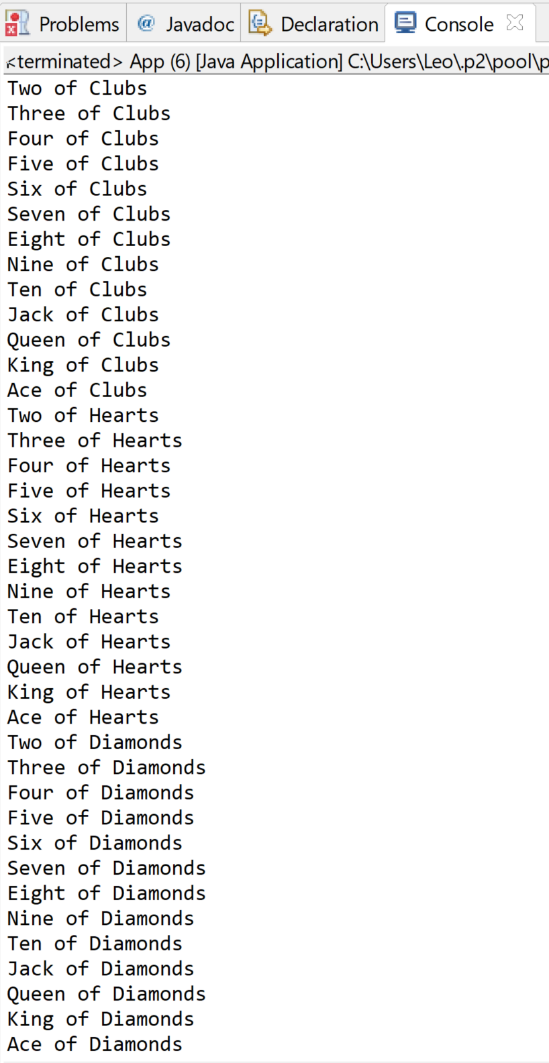 Problems @ Javadoc Declaration Console
<terminated> App (6) [Java Application] C:\Users\Leo\.p2\pool\p
Two of Clubs
Three of Clubs
Four of Clubs
Five of Clubs
Six of Clubs
Seven of Clubs
Eight of Clubs
Nine of Clubs
Ten of Clubs
Jack of Clubs
Queen of Clubs
King of Clubs
Ace of Clubs
Two of Hearts
Three of Hearts
Four of Hearts
Five of Hearts
Six of Hearts
Seven of Hearts
Eight of Hearts
Nine of Hearts
Ten of Hearts
Jack of Hearts
Queen of Hearts
King of Hearts
Ace of Hearts
Two of Diamonds
Three of Diamonds
Four of Diamonds
Five of Diamonds
Six of Diamonds
Seven of Diamonds
Eight of Diamonds
Nine of Diamonds
Ten of Diamonds
Jack of Diamonds
Queen of Diamonds
King of Diamonds
Ace of Diamonds